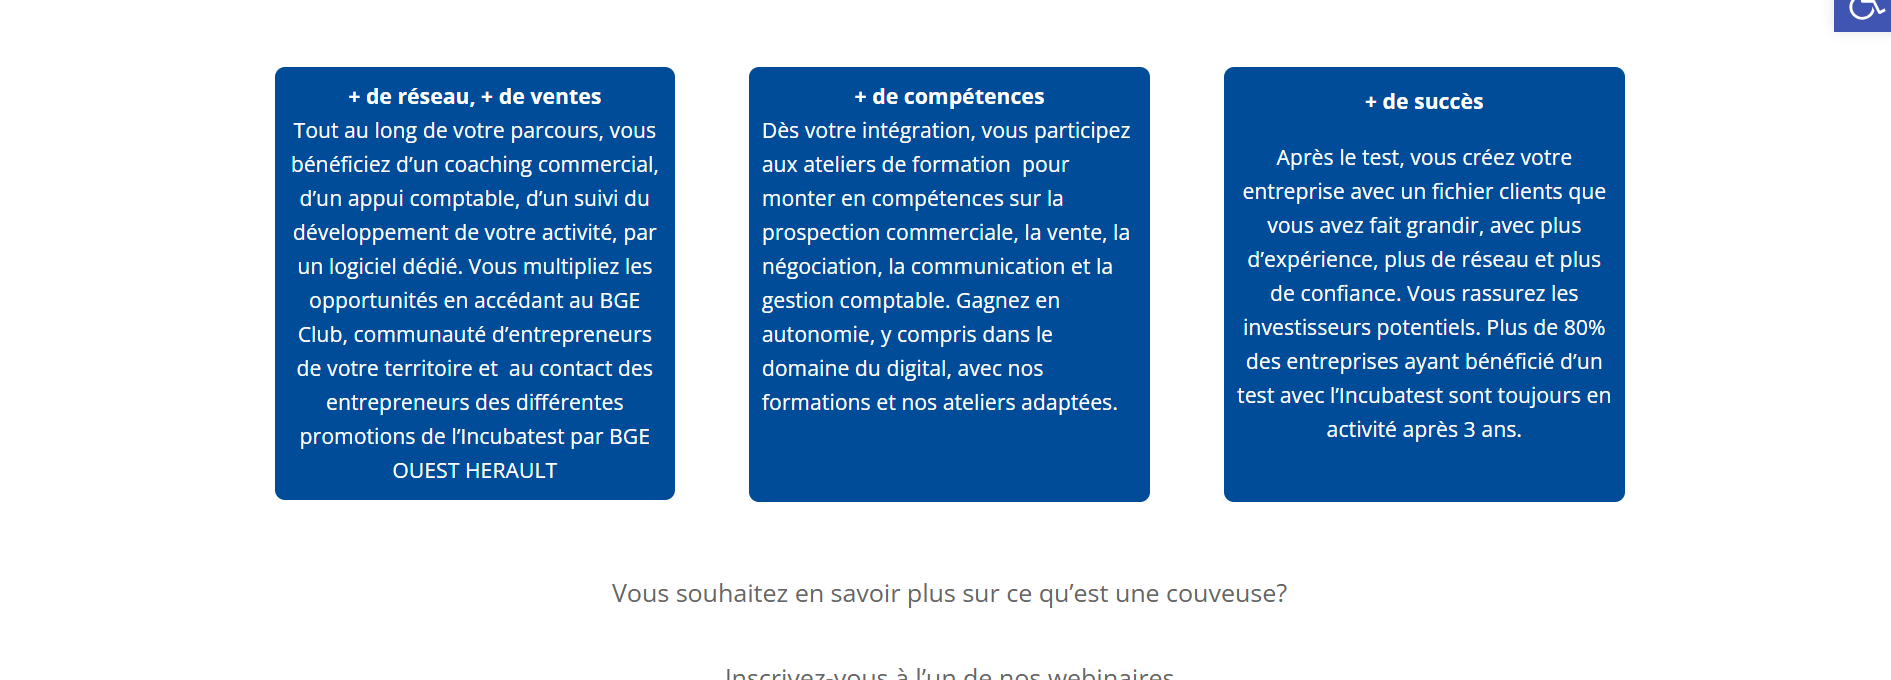 + de réseau, + de ventes
Tout au long de votre parcours, vous
bénéficiez d’un coaching commercial,
d’un appui comptable, d’un suivi du
développement de votre activité, par
un logiciel dédié. Vous multipliez les
opportunités en accédant au BGE
Club, communauté d’entrepreneurs
de votre territoire et  au contact des
entrepreneurs des différentes
promotions de l’Incubatest par BGE
OUEST HERAULT
+ de compétences
Dès votre intégration, vous participez
aux ateliers de formation  pour
monter en compétences sur la
prospection commerciale, la vente, la
négociation, la communication et la
gestion comptable. Gagnez en
autonomie, y compris dans le
domaine du digital, avec nos
formations et nos ateliers adaptées.
+ de succès
Après le test, vous créez votre
entreprise avec un fichier clients que
vous avez fait grandir, avec plus
d’expérience, plus de réseau et plus
de confiance. Vous rassurez les
investisseurs potentiels. Plus de 80%
des entreprises ayant bénéficié d’un
test avec l’Incubatest sont toujours en
activité après 3 ans.
Vous souhaitez en savoir plus sur ce qu’est une couveuse?
Inscrivez-vous à l’un de nos webinaires